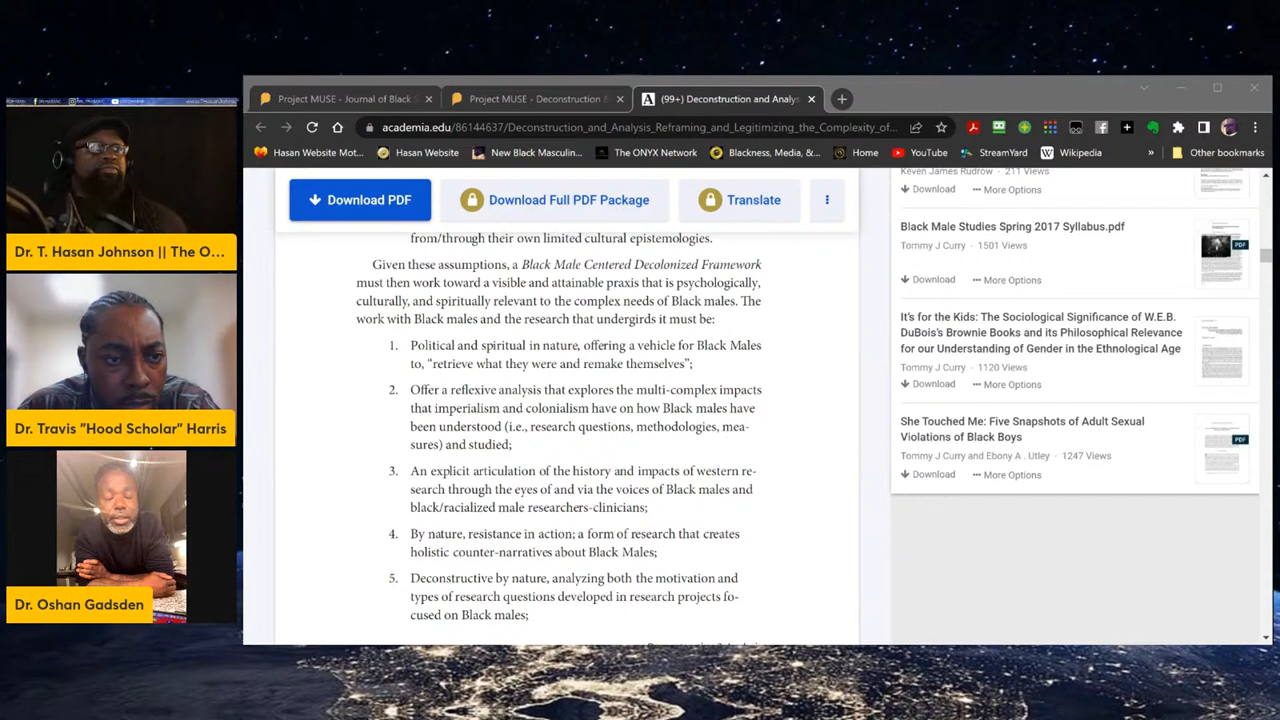 Project MUSE - Journal of Black S
Project MUSE - Deconstruction
(99+) Deconstruction and Analys
academia.edu/86144637/Deconstruction_and_Analysis_Reframing_and_Legitimizing_the_Complexity_of...
Hasan Website Mot...
Hasan Website
New Black Masculin...
The ONYX Network
Blackness, Media, &...
Home
YouTube
StreamYard
Wikipedia
»
Other bookmarks
Download PDF
Download Full PDF Package
Translate
from/through their own limited cultural epistemologies.
Given these assumptions, a Black Male Centered Decolonized Framework
must then work toward a visible and attainable praxis that is psychologically,
culturally, and spiritually relevant to the complex needs of Black males. The
work with Black males and the research that undergirds it must be:
1. Political and spiritual in nature, offering a vehicle for Black Males
to, “retrieve what they were and remake themselves”;
2. Offer a reflexive analysis that explores the multi-complex impacts
that imperialism and colonialism have on how Black males have
been understood (i.e., research questions, methodologies, mea-
sures) and studied;
3. An explicit articulation of the history and impacts of western re-
search through the eyes of and via the voices of Black males and
black/racialized male researchers-clinicians;
4. By nature, resistance in action; a form of research that creates
holistic counter-narratives about Black Males;
5. Deconstructive by nature, analyzing both the motivation and
types of research questions developed in research projects fo-
cused on Black males;
Keven James Rudrow / 211 Views
Download ••• More Options
Black Male Studies Spring 2017 Syllabus.pdf
Tommy J Curry / 1501 Views
PDF
Download ••• More Options
It's for the Kids: The Sociological Significance of W.E.B.
DuBois's Brownie Books and its Philosophical Relevance
for our Understanding of Gender in the Ethnological Age
Tommy J Curry / 1120 Views
Download ••• More Options
She Touched Me: Five Snapshots of Adult Sexual
Violations of Black Boys
Tommy J Curry and Ebony A . Utley / 1247 Views
PDF
Download ••• More Options
Dr. T. Hasan Johnson || The O...
Dr. Travis "Hood Scholar" Harris
Dr. Oshan Gadsden